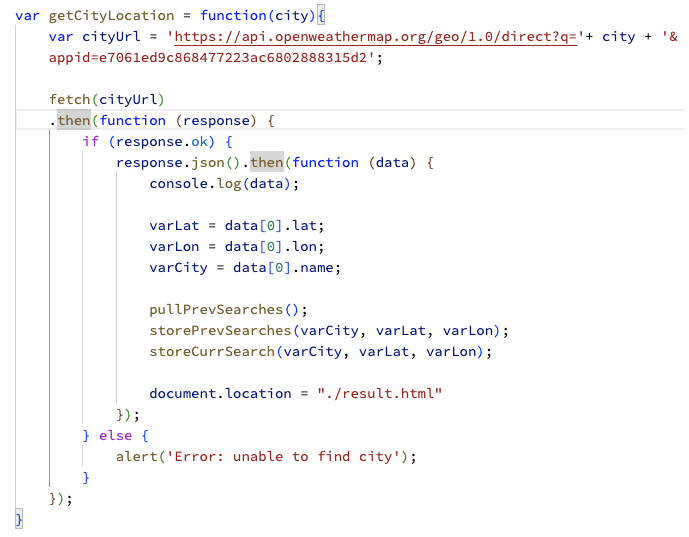 var getCityLocation = function(city){
var cityUrl = 'https://api.openweathermap.org/geo/1.0/direct?q='+ city + '&
appid=e7061ed9c868477223ac6802888315d2';
fetch(cityUrl)
.then(function (response) {
if (response.ok) {
response.json().then(function (data) {
console.log(data);
varLat = data[0].lat;
varLon = data[0].lon;
varCity = data[0].name;
pullPrevSearches();
storePrevSearches(varCity, varLat, varLon);
storeCurrSearch(varCity, varLat, varLon);
document.location = "./result.html"
});
} else {
alert('Error: unable to find city');
}
});
}